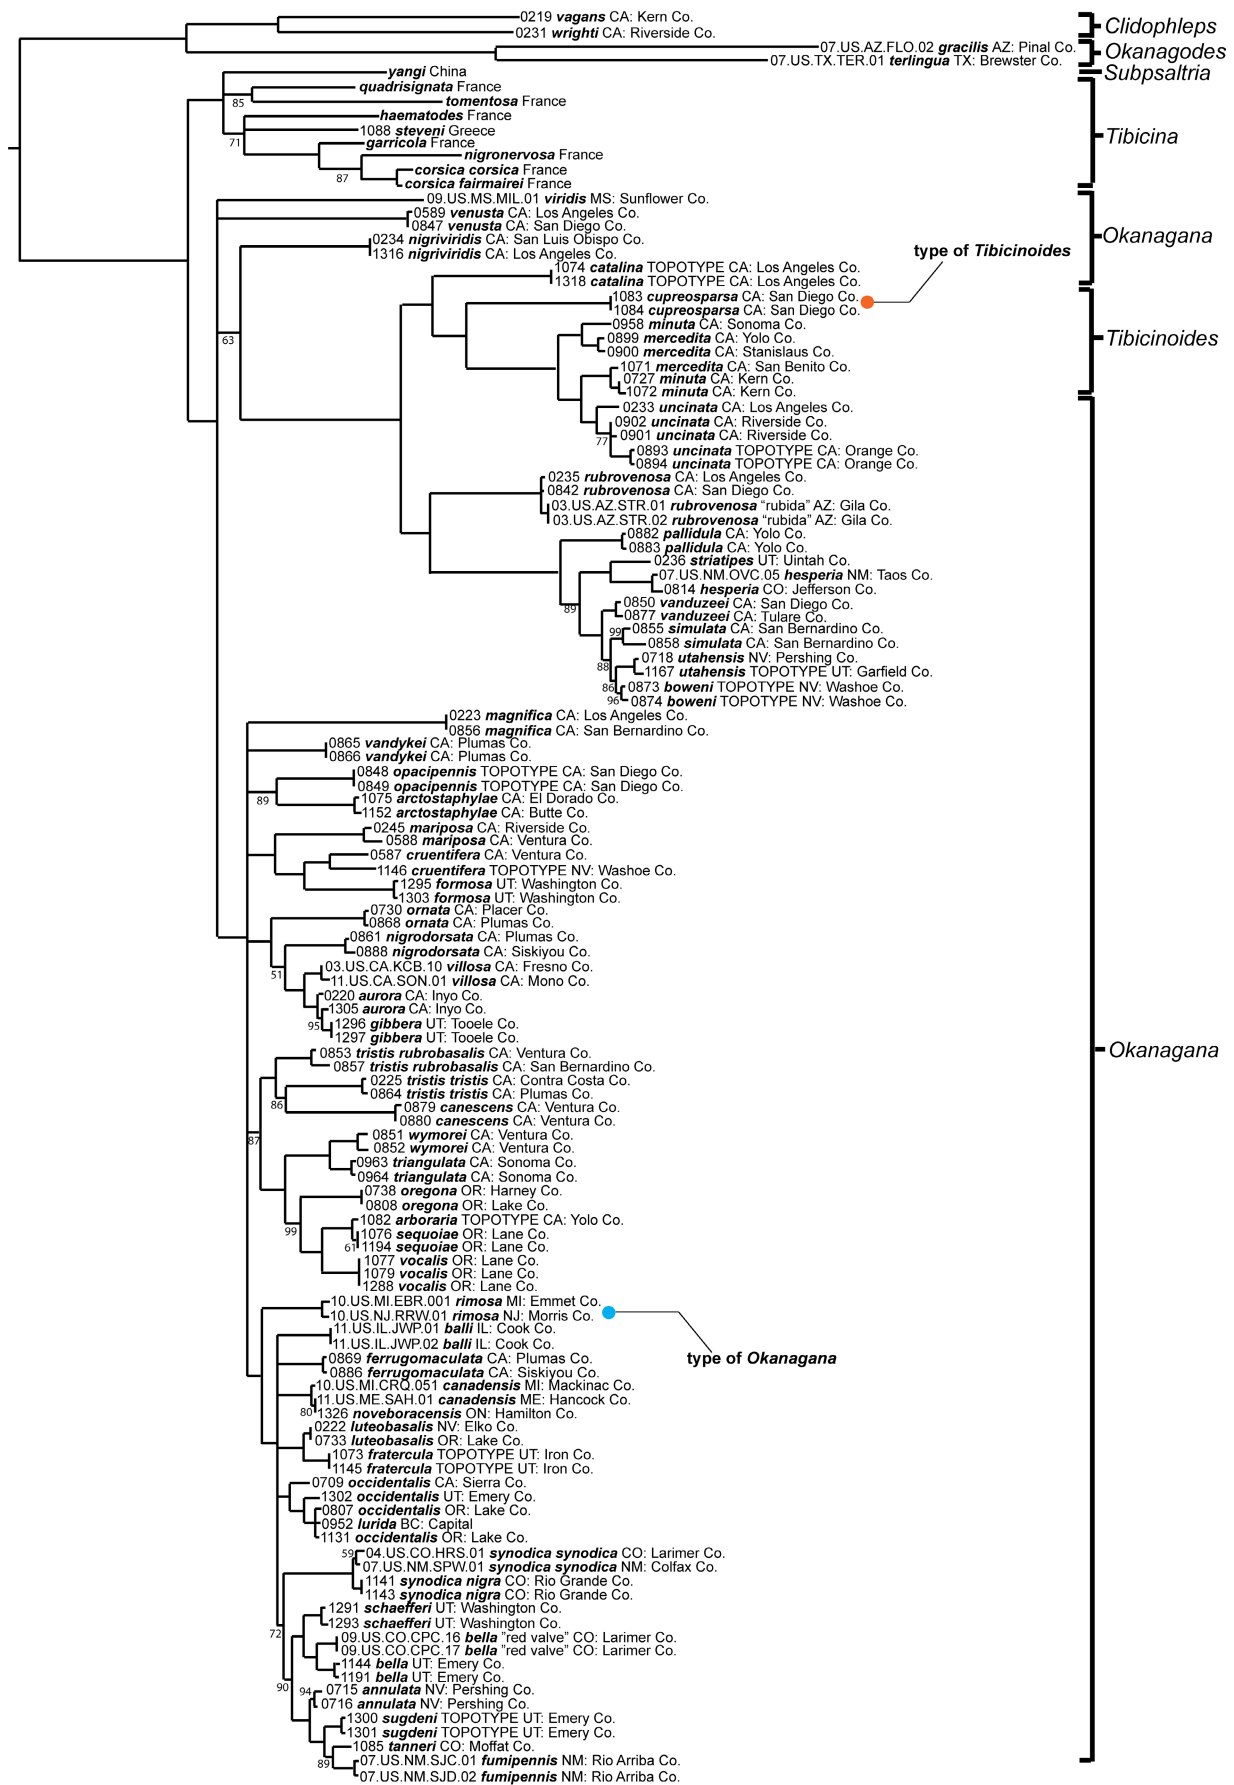 0219 vagans CA: Kern Co.
0231 wrighti CA: Riverside Co.
Clidophleps
07.US.AZ.FLO.02 gracilis AZ: Pinal Co.
07.US.TX.TER.01 terlingua TX: Brewster Co.
Okanagodes
yangi China
Subpsaltria
quadrisignata France
85
tomentosa France
haematodes France
1088 steveni Greece
71
garricola France
nigronervosa France
87
corsica corsica France
corsica fairmairei France
Tibicina
09.US.MS.MIL.01 viridis MS: Sunflower Co.
0589 venusta CA: Los Angeles Co.
0847 venusta CA: San Diego Co.
0234 nigriviridis CA: San Luis Obispo Co.
1316 nigriviridis CA: Los Angeles Co.
Okanagana
type of Tibicinoides
1074 catalina TOPOTYPE CA: Los Angeles Co.
1318 catalina TOPOTYPE CA: Los Angeles Co.
1083 cupreosparsa CA: San Diego Co.
1084 cupreosparsa CA: San Diego Co.
0958 minuta CA: Sonoma Co.
63
0899 mercedita CA: Yolo Co.
0900 mercedita CA: Stanislaus Co.
Tibicinoides
1071 mercedita CA: San Benito Co.
0727 minuta CA: Kern Co.
1072 minuta CA: Kern Co.
0233 uncinata CA: Los Angeles Co.
0902 uncinata CA: Riverside Co.
0901 uncinata CA: Riverside Co.
77
0893 uncinata TOPOTYPE CA: Orange Co.
0894 uncinata TOPOTYPE CA: Orange Co.
0235 rubrovenosa CA: Los Angeles Co.
0842 rubrovenosa CA: San Diego Co.
03.US.AZ.STR.01 rubrovenosa “rubida” AZ: Gila Co.
03.US.AZ.STR.02 rubrovenosa “rubida” AZ: Gila Co.
0882 pallidula CA: Yolo Co.
0883 pallidula CA: Yolo Co.
0236 striatipes UT: Uintah Co.
07.US.NM.OVC.05 hesperia NM: Taos Co.
0814 hesperia CO: Jefferson Co.
89
0850 vanduzeei CA: San Diego Co.
0877 vanduzeei CA: Tulare Co.
99
0855 simulata CA: San Bernardino Co.
0858 simulata CA: San Bernardino Co.
0718 utahensis NV: Pershing Co.
88
1167 utahensis TOPOTYPE UT: Garfield Co.
86
0873 boweni TOPOTYPE NV: Washoe Co.
96
0874 boweni TOPOTYPE NV: Washoe Co.
0223 magnifica CA: Los Angeles Co.
0856 magnifica CA: San Bernardino Co.
0865 vandykei CA: Plumas Co.
0866 vandykei CA: Plumas Co.
0848 opacipennis TOPOTYPE CA: San Diego Co.
0849 opacipennis TOPOTYPE CA: San Diego Co.
89
1075 arctostaphylae CA: El Dorado Co.
1152 arctostaphylae CA: Butte Co.
0245 mariposa CA: Riverside Co.
0588 mariposa CA: Ventura Co.
0587 cruentifera CA: Ventura Co.
1146 cruentifera TOPOTYPE NV: Washoe Co.
1295 formosa UT: Washington Co.
1303 formosa UT: Washington Co.
0730 ornata CA: Placer Co.
0868 ornata CA: Plumas Co.
0861 nigrodorsata CA: Plumas Co.
0888 nigrodorsata CA: Siskiyou Co.
51
03.US.CA.KCB.10 villosa CA: Fresno Co.
11.US.CA.SON.01 villosa CA: Mono Co.
0220 aurora CA: Inyo Co.
1305 aurora CA: Inyo Co.
95
1296 gibbera UT: Tooele Co.
1297 gibbera UT: Tooele Co.
Okanagana
0853 tristis rubrobasalis CA: Ventura Co.
0857 tristis rubrobasalis CA: San Bernardino Co.
0225 tristis tristis CA: Contra Costa Co.
0864 tristis tristis CA: Plumas Co.
86
0879 canescens CA: Ventura Co.
0880 canescens CA: Ventura Co.
87
0851 wymorei CA: Ventura Co.
0852 wymorei CA: Ventura Co.
0963 triangulata CA: Sonoma Co.
0964 triangulata CA: Sonoma Co.
0738 oregona OR: Harney Co.
0808 oregona OR: Lake Co.
99
1082 arboraria TOPOTYPE CA: Yolo Co.
1076 sequoiae OR: Lane Co.
61
1194 sequoiae OR: Lane Co.
1077 vocalis OR: Lane Co.
1079 vocalis OR: Lane Co.
1288 vocalis OR: Lane Co.
10.US.MI.EBR.001 rimosa MI: Emmet Co.
10.US.NJ.RRW.01 rimosa NJ: Morris Co.
11.US.IL.JWP.01 balli IL: Cook Co.
11.US.IL.JWP.02 balli IL: Cook Co.
type of Okanagana
0869 ferrugomaculata CA: Plumas Co.
0886 ferrugomaculata CA: Siskiyou Co.
10.US.MI.CRQ.051 canadensis MI: Mackinac Co.
11.US.ME.SAH.01 canadensis ME: Hancock Co.
80
1326 noveboracensis ON: Hamilton Co.
0222 luteobasalis NV: Elko Co.
0733 luteobasalis OR: Lake Co.
1073 fratercula TOPOTYPE UT: Iron Co.
1145 fratercula TOPOTYPE UT: Iron Co.
0709 occidentalis CA: Sierra Co.
1302 occidentalis UT: Emery Co.
0807 occidentalis OR: Lake Co.
0952 lurida BC: Capital
1131 occidentalis OR: Lake Co.
59
04.US.CO.HRS.01 synodica synodica CO: Larimer Co.
07.US.NM.SPW.01 synodica synodica NM: Colfax Co.
1141 synodica nigra CO: Rio Grande Co.
1143 synodica nigra CO: Rio Grande Co.
1291 schaefferi UT: Washington Co.
1293 schaefferi UT: Washington Co.
72
09.US.CO.CPC.16 bella ”red valve” CO: Larimer Co.
09.US.CO.CPC.17 bella ”red valve” CO: Larimer Co.
1144 bella UT: Emery Co.
1191 bella UT: Emery Co.
90
94
0715 annulata NV: Pershing Co.
0716 annulata NV: Pershing Co.
1300 sugdeni TOPOTYPE UT: Emery Co.
1301 sugdeni TOPOTYPE UT: Emery Co.
1085 tanneri CO: Moffat Co.
89
07.US.NM.SJC.01 fumipennis NM: Rio Arriba Co.
07.US.NM.SJD.02 fumipennis NM: Rio Arriba Co.